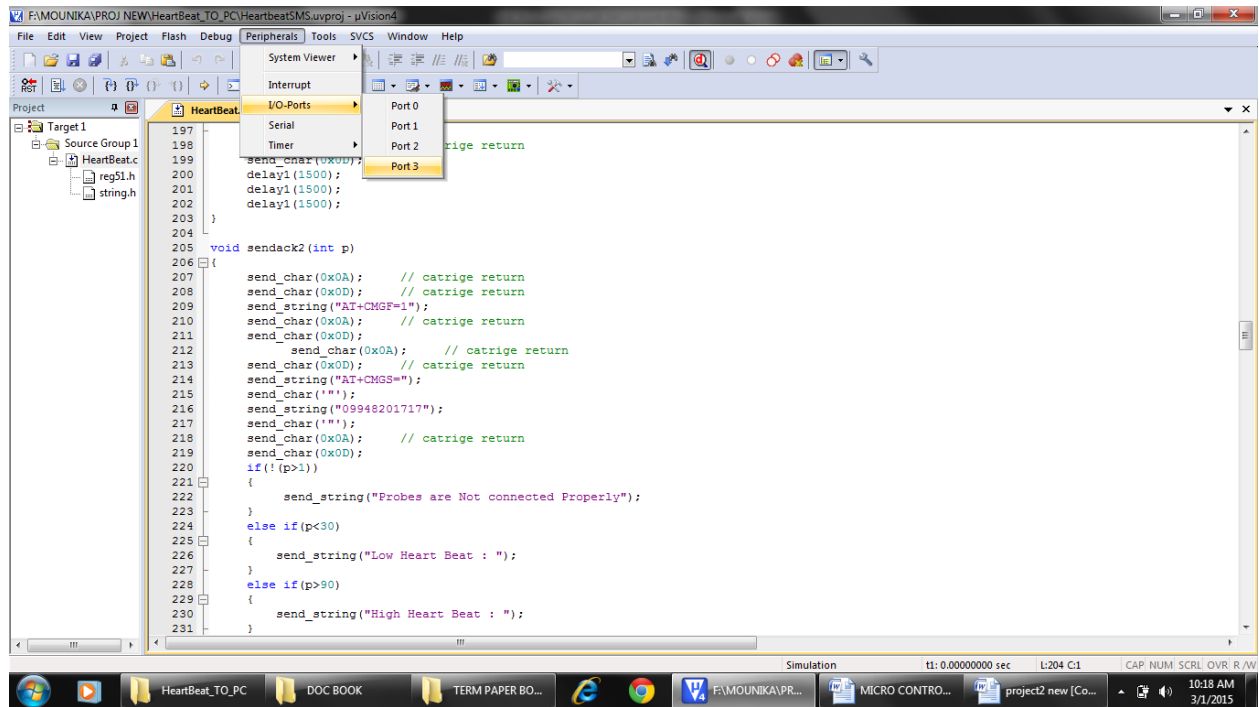 F:\MOUNIKA\PROJ NEW\HeartBeat_TO_PC\HeartbeatSMS.uvproj - µVision4
File Edit View Project Flash Debug Peripherals Tools SVCS Window Help
System Viewer
Interrupt
I/O-Ports
Serial
Timer
Port 0
Port 1
Port 2
Port 3
RST
Project
Target 1
Source Group 1
HeartBeat.c
reg51.h
string.h
HeartBeat.
197
198 rige return
199 send_char(0x0D);
200 delay1(1500);
201 delay1(1500);
202 delay1(1500);
203 }
204
205 void sendack2(int p)
206 {
207 send_char(0x0A); // catrige return
208 send_char(0x0D); // catrige return
209 send_string("AT+CMGF=1");
210 send_char(0x0A); // catrige return
211 send_char(0x0D);
212 send_char(0x0A); // catrige return
213 send_char(0x0D); // catrige return
214 send_string("AT+CMGS=");
215 send_char('"');
216 send_string("09948201717");
217 send_char('"');
218 send_char(0x0A); // catrige return
219 send_char(0x0D);
220 if(!(p>1))
221 {
222 send_string("Probes are Not connected Properly");
223 }
224 else if(p<30)
225 {
226 send_string("Low Heart Beat : ");
227 }
228 else if(p>90)
229 {
230 send_string("High Heart Beat : ");
231 }
Simulation t1: 0.00000000 sec L:204 C:1 CAP NUM SCRL OVR R/W
HeartBeat_TO_PC
DOC BOOK
TERM PAPER BO...
F:\MOUNIKA\PR...
MICRO CONTRO...
project2 new [Co...
10:18 AM
3/1/2015